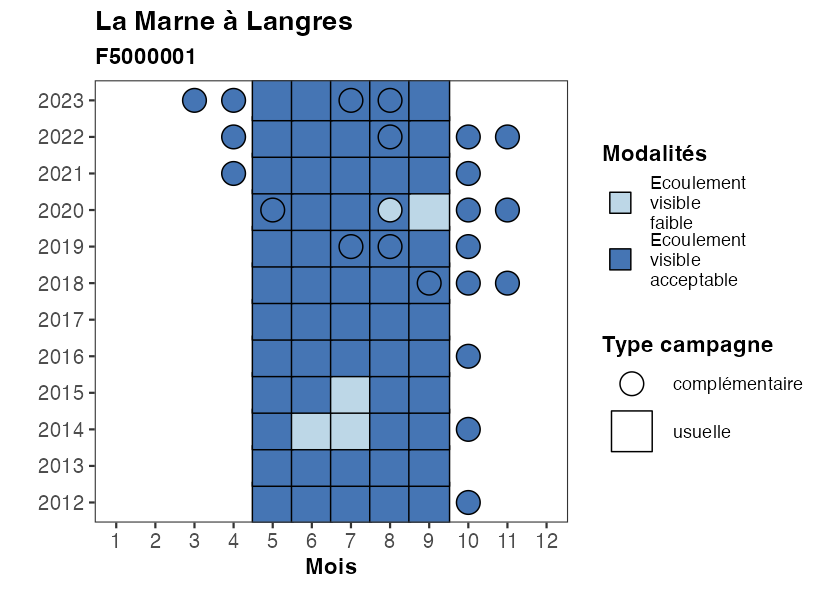 La Marne à Langres
F5000001
2023
2022
2021
2020
2019
2018
2017
2016
2015
2014
2013
2012
1 2 3 4 5 6 7 8 9 10 11 12
Mois
Modalités
Ecoulement
visible
faible
Ecoulement
visible
acceptable
Type campagne
complémentaire
usuelle